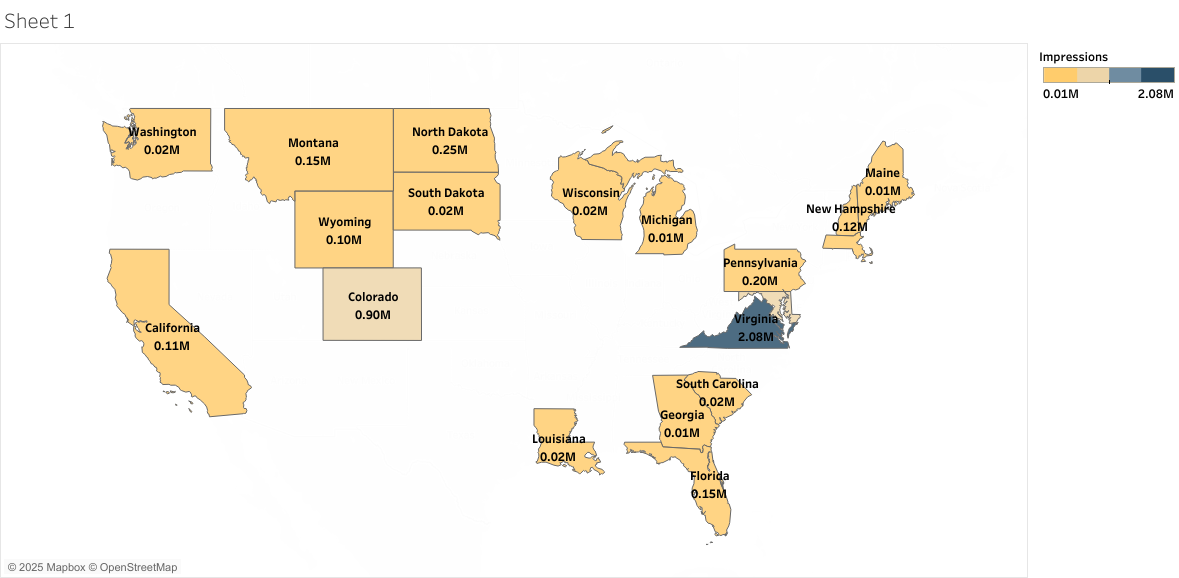 Sheet 1
Impressions
0.01M
2.08M
Washington
0.02M
Montana
0.15M
North Dakota
0.25M
South Dakota
0.02M
Wyoming
0.10M
Colorado
0.90M
California
0.11M
Wisconsin
0.02M
Michigan
0.01M
Maine
0.01M
New Hampshire
0.12M
Pennsylvania
0.20M
Virginia
2.08M
South Carolina
0.02M
Georgia
0.01M
Louisiana
0.02M
Florida
0.15M
© 2025 Mapbox © OpenStreetMap